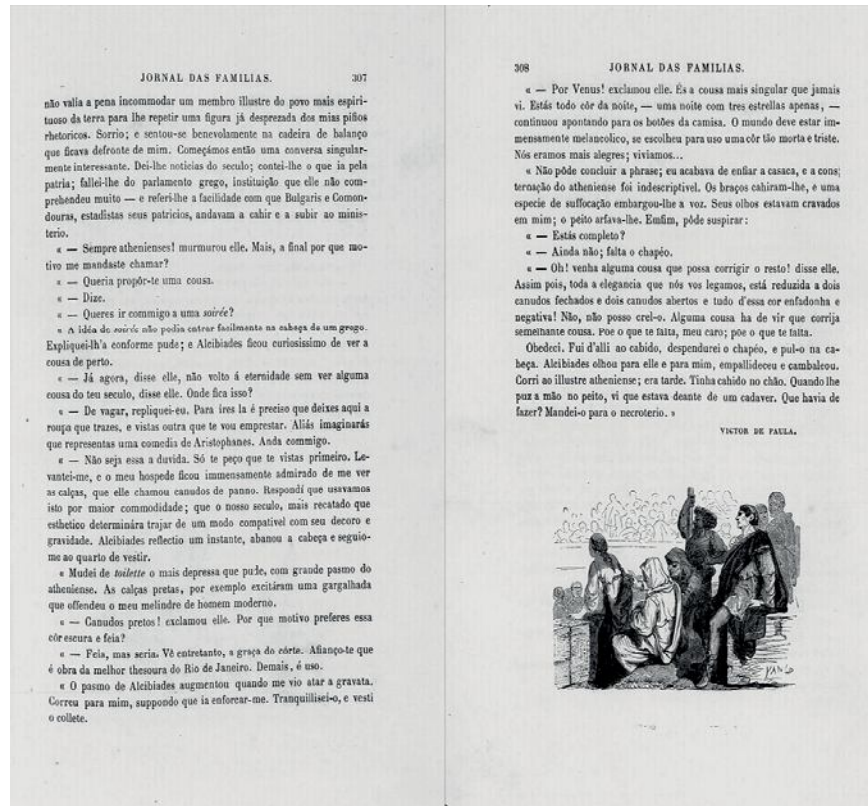 JORNAL DAS FAMILIAS. 307
não valia a pena incommodar um membro illustre do povo mais espiri-
tuoso da terra para lhe repetir uma figura já desprezada dos mias pifios
rhetoricos. Sorrio; e sentou-se benevolamente na cadeira de balanço
que ficava defronte de mim. Começámos então uma conversa singular-
mente interessante. Dei-lhe noticias do seculo; contei-lhe o que ia pela
patria; fallei-lhe do parlamento grego, instituição que elle não com-
prehendeu muito — e referi-lhe a facilidade com que Bulgaris e Comon-
douras, estadistas seus patricios, andavam a cahir e a subir ao minis-
terio.
« — Sempre athenienses! murmurou elle. Mais, a final por que mo-
tivo me mandaste chamar?
« — Queria propôr-te uma cousa.
« — Dize.
« — Queres ir commigo a uma soirée?
« A idéa de soirée não podia entrar facilmente na cabeça de um grego.
Expliquei-lh'a conforme pude; e Alcibiades ficou curiosissimo de ver a
cousa de perto.
« — Já agora, disse elle, não volto á eternidade sem ver alguma
cousa do teu seculo, disse elle. Onde fica isso?
« — De vagar, repliquei-eu. Para ires la é preciso que deixes aqui a
roupa que trazes, e vistas outra que te vou emprestar. Aliás imaginarás
que representas uma comedia de Aristophanes. Anda commigo.
« — Não seja essa a duvida. Só te peço que te vistas primeiro. Le-
vantei-me, e o meu hospede ficou immensamente admirado de me ver
as calças, que elle chamou canudos de panno. Respondí que usavamos
isto por maior commodidade; que o nosso seculo, mais recatado que
esthetico determinára trajar de um modo compativel com seu decoro e
gravidade. Alcibiades reflectio um instante, abanou a cabeça e seguio-
me ao quarto de vestir.
« Mudei de toilette o mais depressa que pude, com grande pasmo do
atheniense. As calças pretas, por exemplo excitíram uma gargalhada
que offendeu o meu melindre de homem moderno.
« — Canudos pretos! exclamou elle. Por que motivo preferes essa
côr escura e feia?
« — Feia, mas seria. Vê entretanto, a graça do córte. Afianço-te que
é obra da melhor thesoura do Rio de Janeiro. Demais, é uso.
« O pasmo de Alcibiades augmentou quando me vio atar a gravata.
Correu para mim, suppondo que ia enforcar-me. Tranquillisei-o, e vesti
o collete.
308 JORNAL DAS FAMILIAS.
« — Por Venus! exclamou elle. És a cousa mais singular que jamais
vi. Estás todo côr da noite, — uma noite com tres estrellas apenas, —
continuou apontando para os botões da camisa. O mundo deve estar im-
mensamente melancolico, se escolheu para uso uma côr tão morta e triste.
Nós eramos mais alegres; viviamos...
« Não pôde concluir a phrase; eu acabava de enfiar a casaca, e a cons;
ternação do atheniense foi indescriptivel. Os braços cahiram-lhe, e uma
especie de suffocação embargou-lhe a voz. Seus olhos estavam cravados
em mim; o peito arfava-lhe. Emfim, pôde suspirar:
« — Estás completo?
« — Ainda não; falta o chapéo.
« — Oh! venha alguma cousa que possa corrigir o resto! disse elle.
Assim pois, toda a elegancia que nós vos legamos, está reduzida a dois
canudos fechados e dois canudos abertos e tudo d'essa cor enfadonha e
negativa! Não, não posso crel-o. Alguma cousa ha de vir que corrija
semelhante cousa. Poe o que te falta, meu caro; põe o que te falta.
Obedeci. Fui d'alli ao cabido, despendurei o chapéo, e pul-o na ca-
beça. Alcibiades olhou para elle e para mim, empallideceu e cambaleou.
Corri ao illustre atheniense; era tarde. Tinha cahido no chão. Quando lhe
puz a mão no peito, vi que estava deante de um cadaver. Que havia de
fazer? Mandei-o para o necroterio. »
VICTOR DE PAULA.
YAN